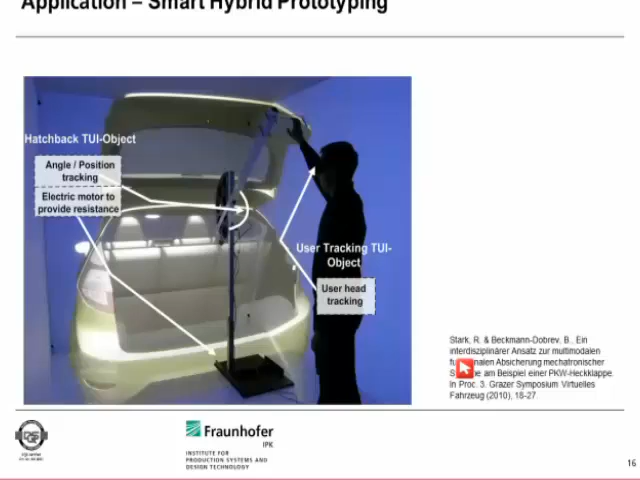 Application – Smart Hybrid Prototyping
Hatchback TUI-Object
Angle / Position
tracking
Electric motor to
provide resistance
User Tracking TUI-
Object
User head
tracking
Stark, R. & Beckmann-Dobrev, B., Ein
interdisziplinärer Ansatz zur multimodalen
Absicherung mechatronischer
am Beispiel einer PKW-Heckklappe.
In Proc. 3. Grazer Symposium Virtuelles
Fahrzeug (2010), 18-27.
Fraunhofer
IPK
INSTITUTE FOR
PRODUCTION SYSTEMS AND
DESIGN TECHNOLOGY
16